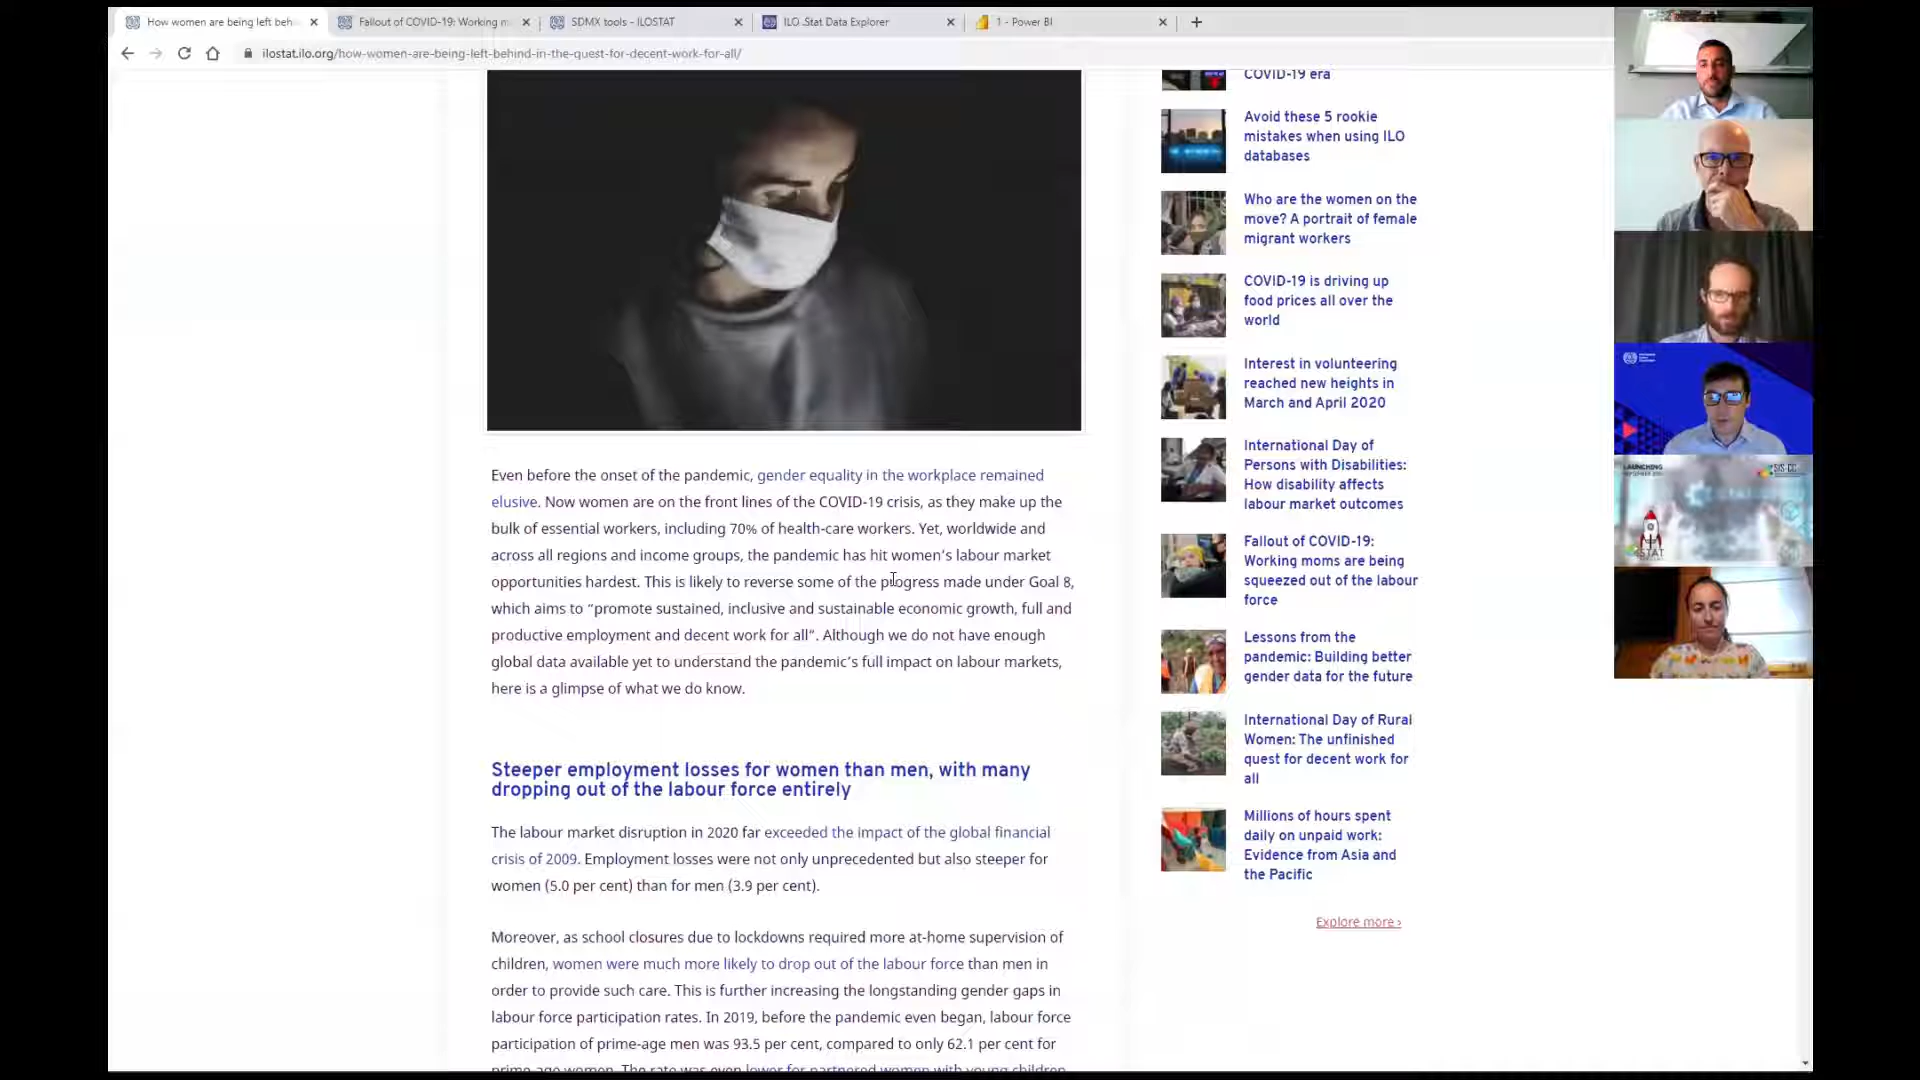 How women are being left beh
Fallout of COVID-19: Working m
SDMX tools - ILOSTAT
ILO .Stat Data Explorer
1 - Power BI
ilostat.ilo.org/how-women-are-being-left-behind-in-the-quest-for-decent-work-for-all/
Even before the onset of the pandemic, gender equality in the workplace remained
elusive. Now women are on the front lines of the COVID-19 crisis, as they make up the
bulk of essential workers, including 70% of health-care workers. Yet, worldwide and
across all regions and income groups, the pandemic has hit women's labour market
opportunities hardest. This is likely to reverse some of the progress made under Goal 8,
which aims to "promote sustained, inclusive and sustainable economic growth, full and
productive employment and decent work for all". Although we do not have enough
global data available yet to understand the pandemic's full impact on labour markets,
here is a glimpse of what we do know.
Steeper employment losses for women than men, with many
dropping out of the labour force entirely
The labour market disruption in 2020 far exceeded the impact of the global financial
crisis of 2009. Employment losses were not only unprecedented but also steeper for
women (5.0 per cent) than for men (3.9 per cent).
Moreover, as school closures due to lockdowns required more at-home supervision of
children, women were much more likely to drop out of the labour force than men in
order to provide such care. This is further increasing the longstanding gender gaps in
labour force participation rates. In 2019, before the pandemic even began, labour force
participation of prime-age men was 93.5 per cent, compared to only 62.1 per cent for
prime-age women. The rate was even lower for partnered women with young children
COVID-19 era
Avoid these 5 rookie
mistakes when using ILO
databases
Who are the women on the
move? A portrait of female
migrant workers
COVID-19 is driving up
food prices all over the
world
Interest in volunteering
reached new heights in
March and April 2020
International Day of
Persons with Disabilities:
How disability affects
labour market outcomes
Fallout of COVID-19:
Working moms are being
squeezed out of the labour
force
Lessons from the
pandemic: Building better
gender data for the future
International Day of Rural
Women: The unfinished
quest for decent work for
all
Millions of hours spent
daily on unpaid work:
Evidence from Asia and
the Pacific
Explore more ›
LAUNCHING
SIS-CC